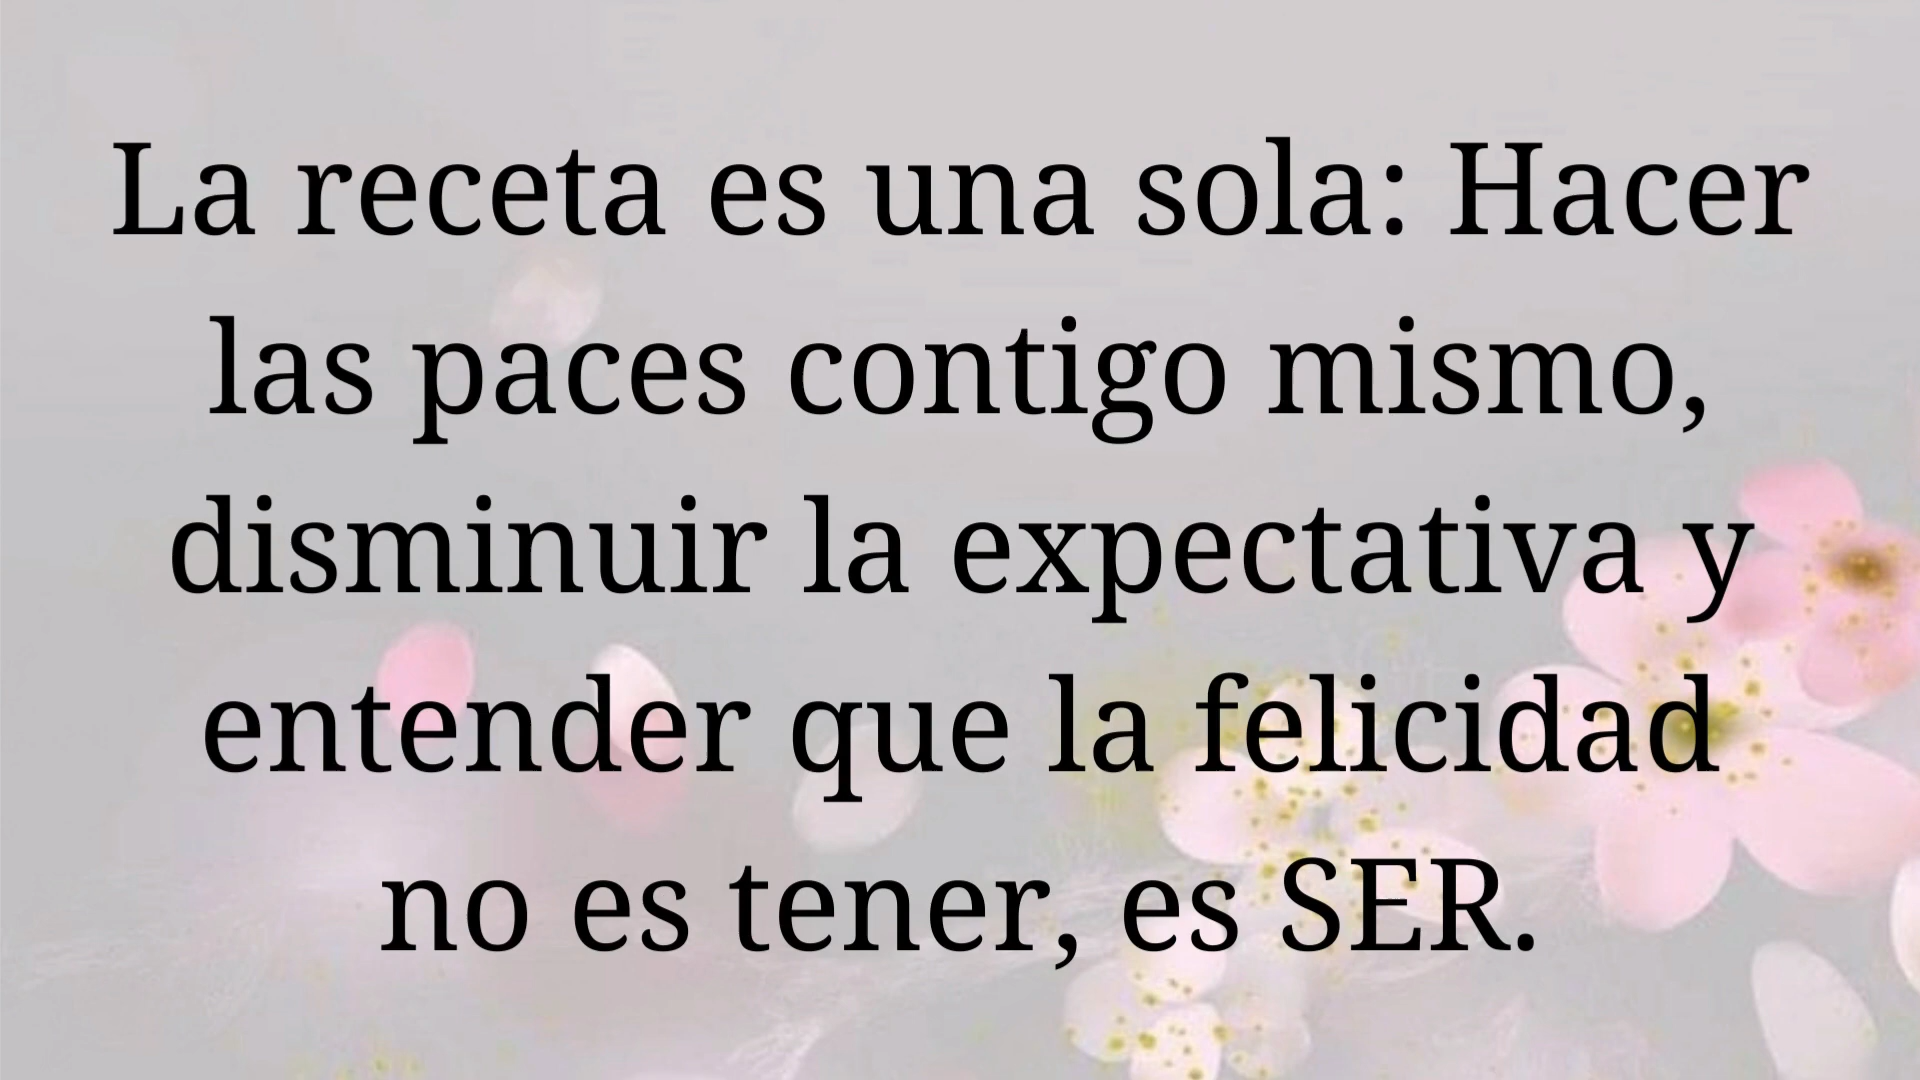 La receta es una sola: Hacer
las paces contigo mismo,
disminuir la expectativa y
entender que la felicidad
no es tener, es SER.